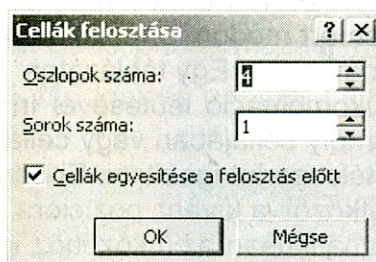 Cellák felosztása
Oszlopok száma: 4
Sorok száma: 1
Cellák egyesítése a felosztás előtt
OK Mégse